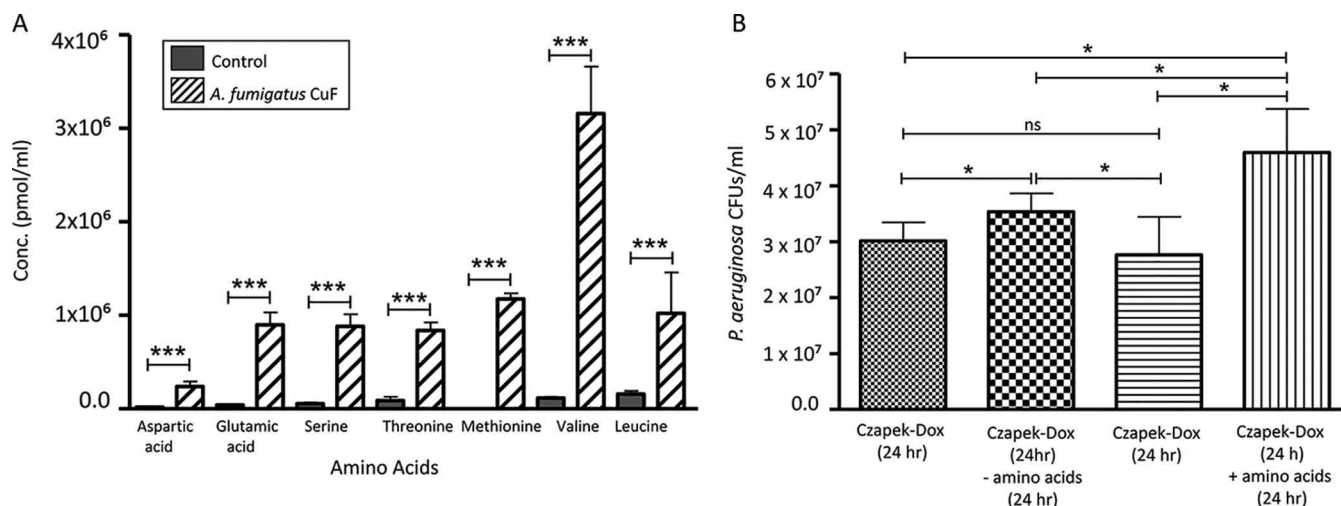 A
4x10⁶
3x10⁶
2x10⁶
1x10⁶
0.0
Conc. (pmol/ml)
Control
A. fumigatus CuF
***
***
***
***
***
***
***
Aspartic acid
Glutamic acid
Serine
Threonine
Methionine
Valine
Leucine
Amino Acids
B
6 x 10⁷
5 x 10⁷
4 x 10⁷
3 x 10⁷
2 x 10⁷
1 x 10⁷
0.0
P. aeruginosa CFUs/ml
*
*
*
ns
*
*
Czapek-Dox
(24 hr)
Czapek-Dox
(24hr)
- amino acids
(24 hr)
Czapek-Dox
(24 hr)
Czapek-Dox
(24 h)
+ amino acids
(24 hr)